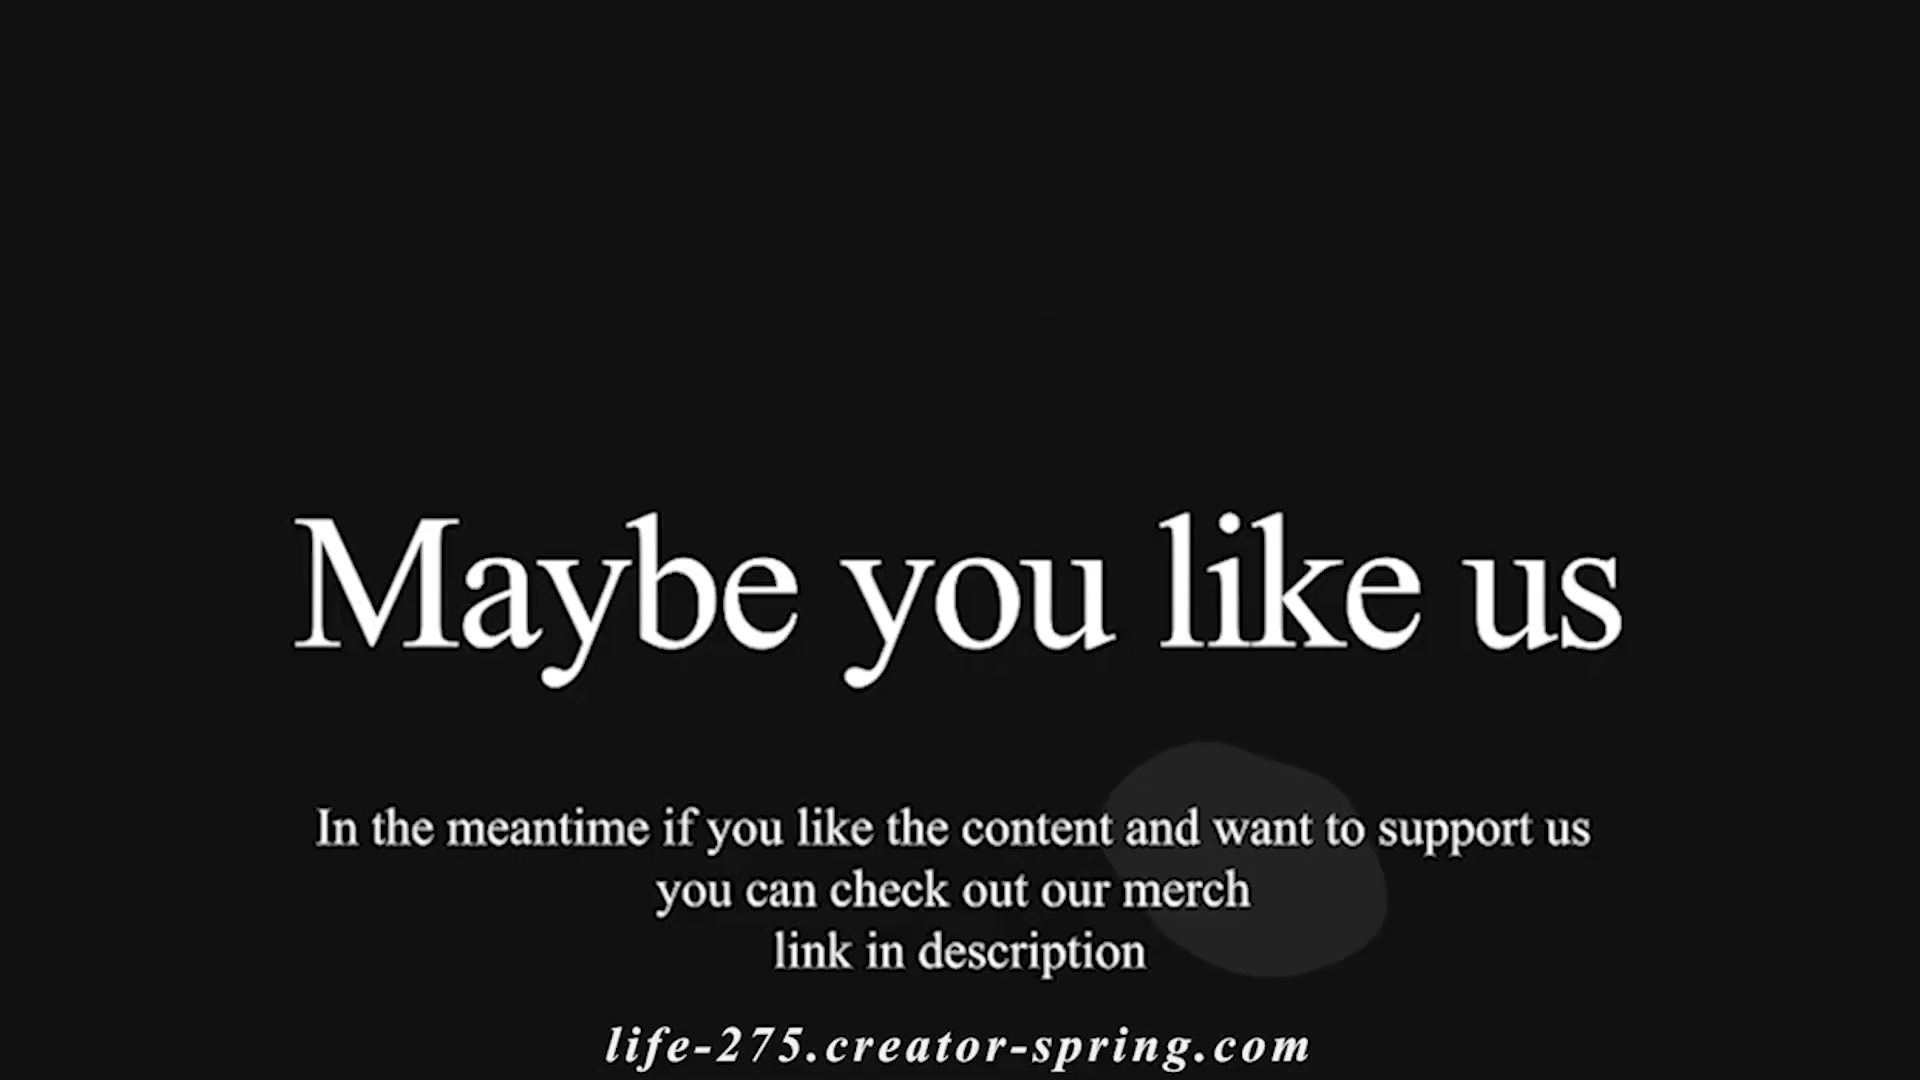 Maybe you like us
In the meantime if you like the content and want to support us
you can check out our merch
link in description
life-275.creator-spring.com